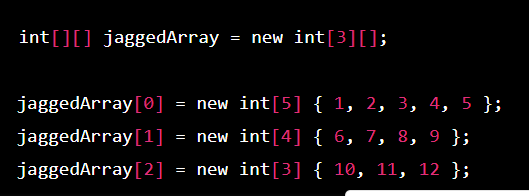 int[][] jaggedArray = new int[3][];
jaggedArray[0] = new int[5] { 1, 2, 3, 4, 5 };
jaggedArray[1] = new int[4] { 6, 7, 8, 9 };
jaggedArray[2] = new int[3] { 10, 11, 12 };